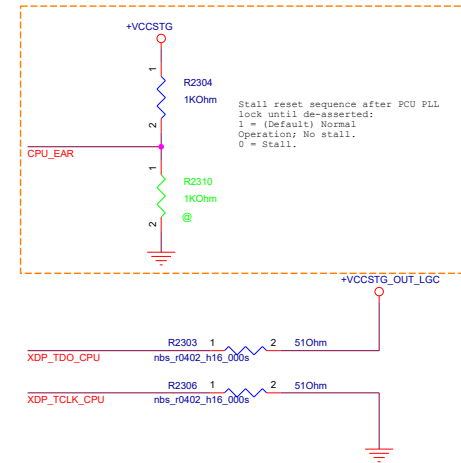 +VCCSTG
1
R2304
1KOhm
2
Stall reset sequence after PCU PLL
lock until de-asserted:
1 = (Default) Normal
Operation; No stall.
0 = Stall.
CPU_EAR
1
R2310
1KOhm
2
@
+VCCSTG_OUT_LGC
R2303 1 2 51Ohm
XDP_TDO_CPU nbs_r0402_h16_000s
R2306 1 2 51Ohm
XDP_TCLK_CPU nbs_r0402_h16_000s